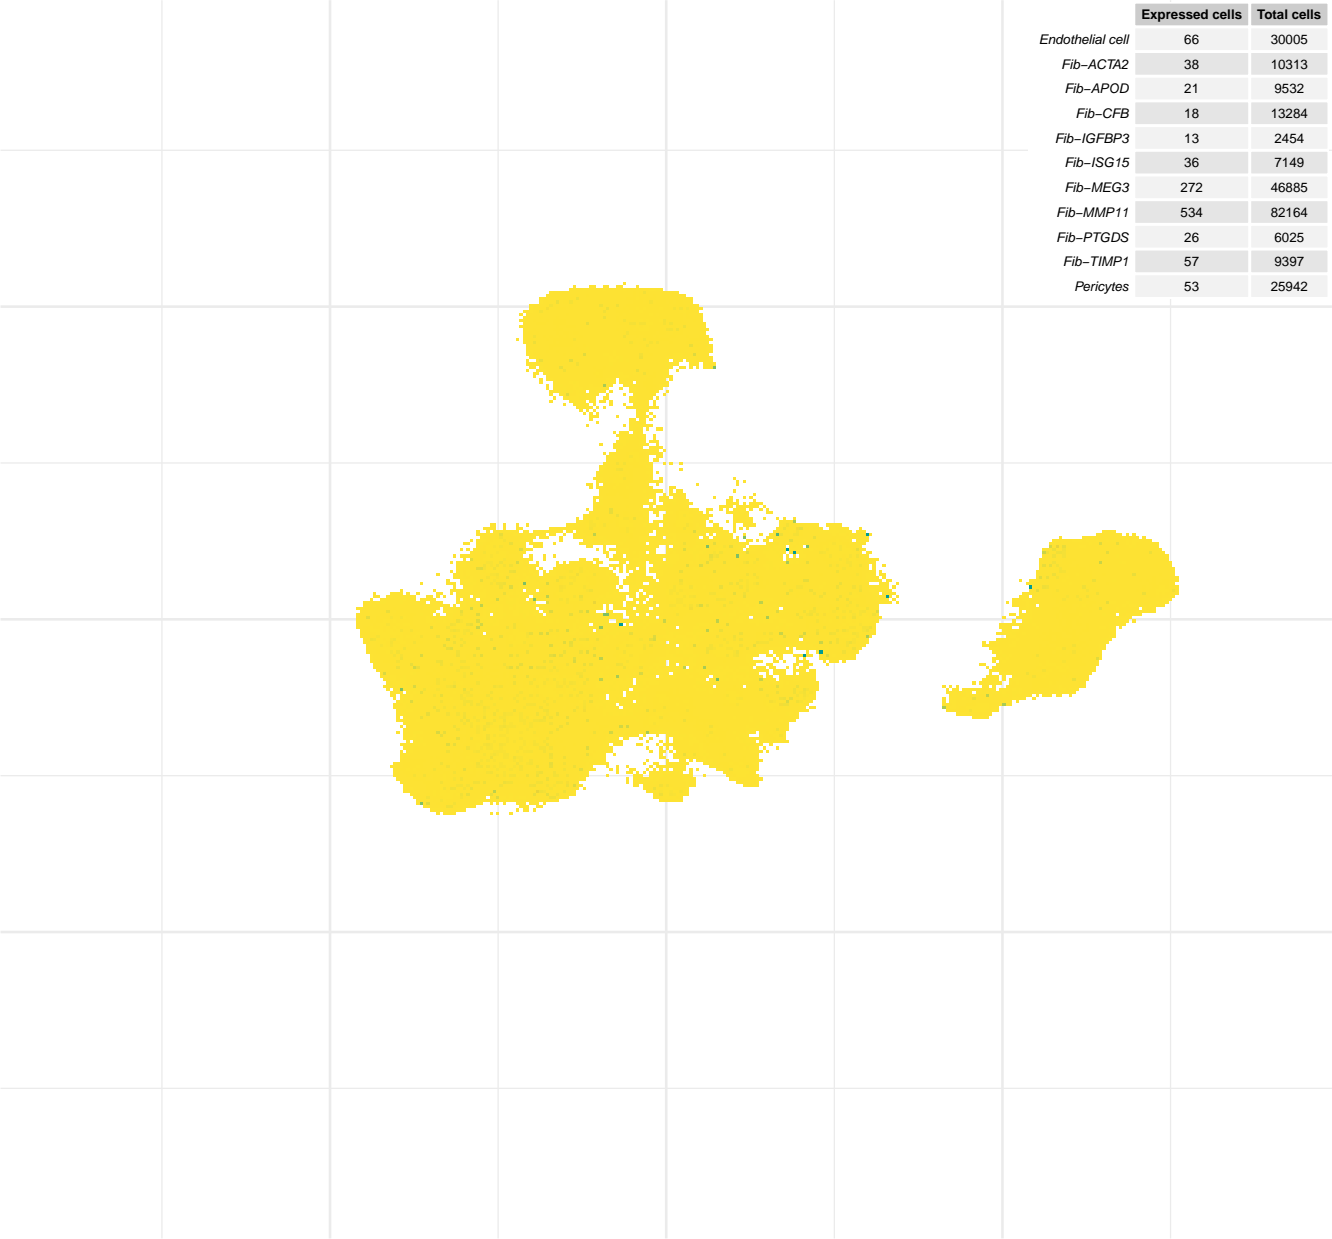 Expressed cells Total cells
Endothelial cell 66 30005
Fib−ACTA2 38 10313
Fib−APOD 21 9532
Fib−CFB 18 13284
Fib−IGFBP3 13 2454
Fib−ISG15 36 7149
Fib−MEG3 272 46885
Fib−MMP11 534 82164
Fib−PTGDS 26 6025
Fib−TIMP1 57 9397
Pericytes 53 25942